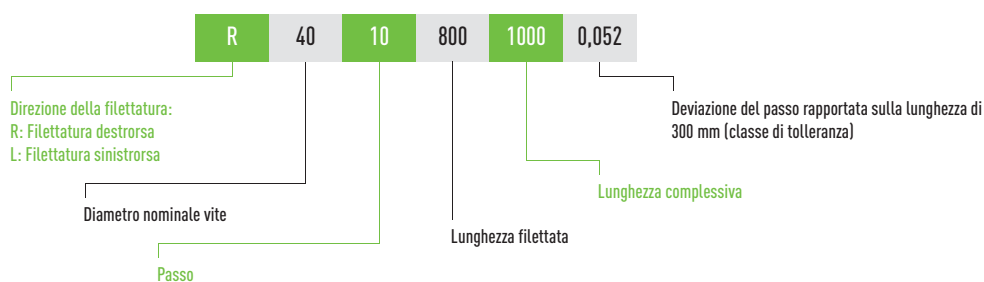 R 40 10 800 1000 0,052
Direzione della filettatura:
R: Filettatura destrorsa
L: Filettatura sinistrorsa
Deviazione del passo rapportata sulla lunghezza di
300 mm (classe di tolleranza)
Lunghezza complessiva
Diametro nominale vite
Lunghezza filettata
Passo